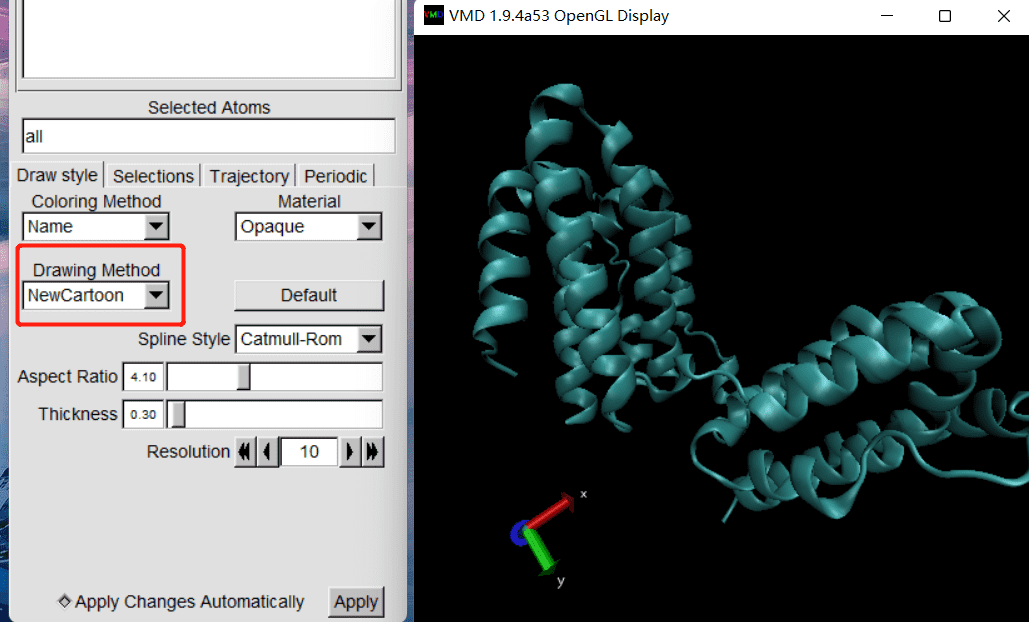 VMD VMD 1.9.4a53 OpenGL Display
Selected Atoms
all
Draw style Selections Trajectory Periodic
Coloring Method Material
Name Opaque
Drawing Method
NewCartoon Default
Spline Style Catmull-Rom
Aspect Ratio 4.10
Thickness 0.30
Resolution 10
x
y
Apply Changes Automatically Apply